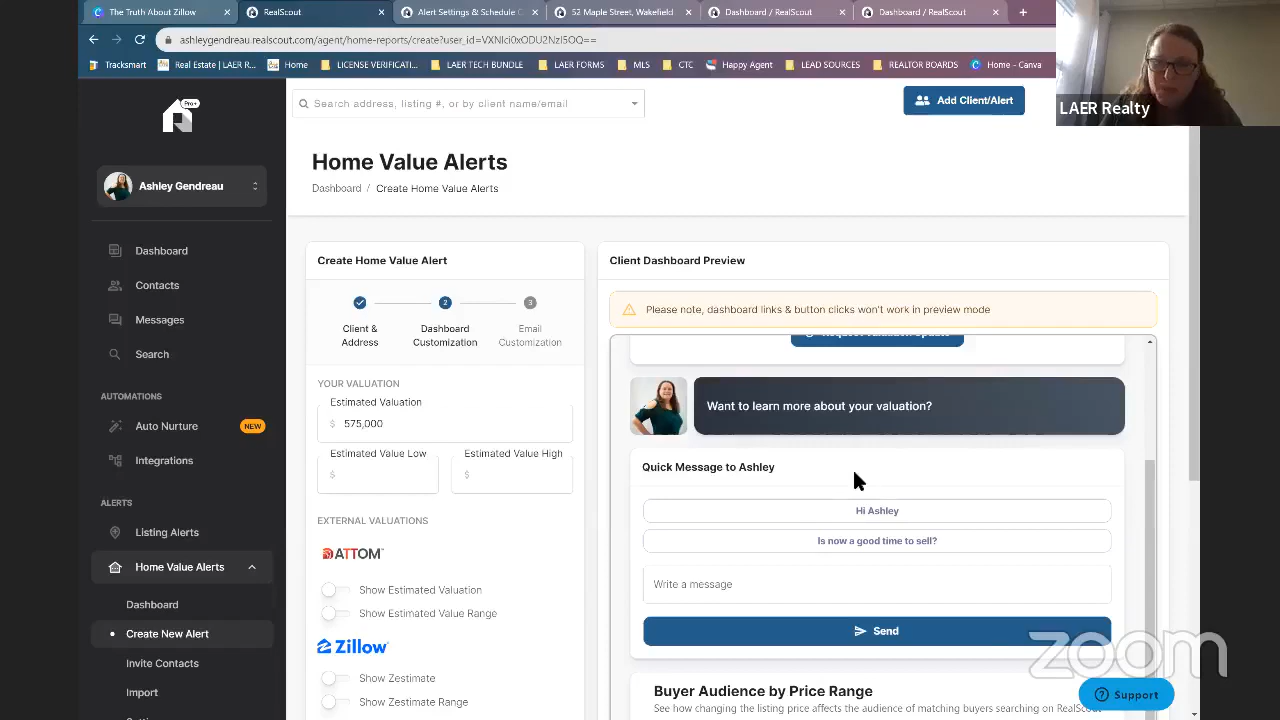 The Truth About Zillow
RealScout
Alert Settings & Schedule C
52 Maple Street, Wakefield
Dashboard / RealScout
Dashboard / RealScout
ashleygendreau.realscout.com/agent/home-reports/create?user_id=VXNlci0xODU2NzI5OQ==
Tracksmart
Real Estate | LAER R...
Home
LICENSE VERIFICATI...
LAER TECH BUNDLE
LAER FORMS
MLS
CTC
Happy Agent
LEAD SOURCES
REALTOR BOARDS
Home - Canva
LAER Realty
Pro+
Search address, listing #, or by client name/email
Add Client/Alert
Ashley Gendreau
Dashboard
Contacts
Messages
Search
AUTOMATIONS
Auto Nurture
NEW
Integrations
ALERTS
Listing Alerts
Home Value Alerts
Dashboard
Create New Alert
Invite Contacts
Import
Home Value Alerts
Dashboard / Create Home Value Alerts
Create Home Value Alert
2
3
Client &
Address
Dashboard
Customization
Email
Customization
YOUR VALUATION
Estimated Valuation
$ 575,000
Estimated Value Low
$
Estimated Value High
$
EXTERNAL VALUATIONS
ATTOM
Show Estimated Valuation
Show Estimated Value Range
Zillow
Show Zestimate
Show Zestimate Range
Client Dashboard Preview
Please note, dashboard links & button clicks won't work in preview mode
Want to learn more about your valuation?
Quick Message to Ashley
Hi Ashley
Is now a good time to sell?
Write a message
Send
Buyer Audience by Price Range
See how changing the listing price affects the audience of matching buyers searching on RealScout
zoom
Support